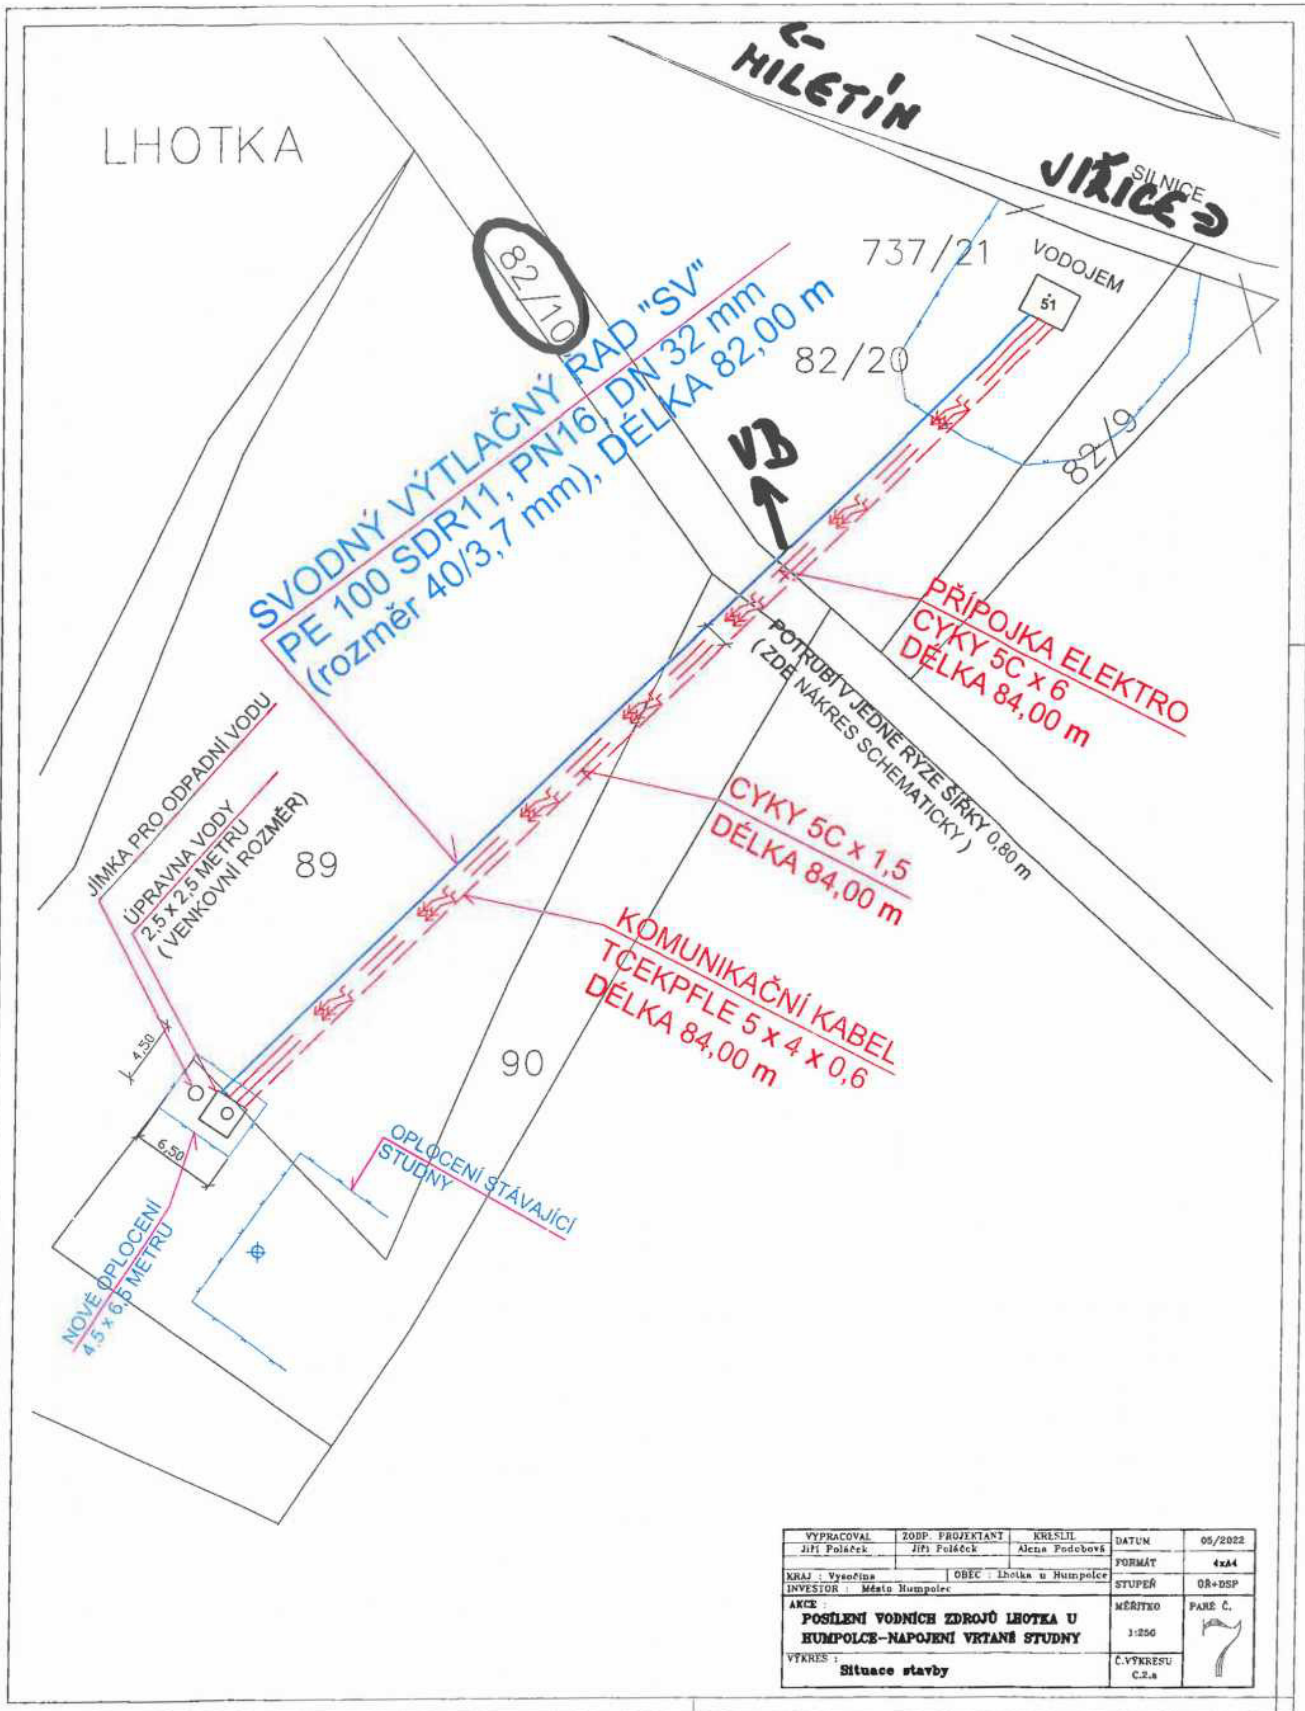 <-
MILETÍN
LHOTKA
SILNICE
JIŘICE ->
737/21
VODOJEM
51
82/10
82/20
82/9
VB
SVODNÝ VÝTLAČNÝ ŘAD "SV"
PE 100 SDR11, PN16, DN 32 mm
(rozměr 40/3,7 mm), DÉLKA 82,00 m
PŘÍPOJKA ELEKTRO
CYKY 5C x 6
DÉLKA 84,00 m
POTRUBÍ V JEDNÉ RÝZE ŠÍŘKY 0,80 m
( ZDE NÁKRES SCHEMATICKÝ )
CYKY 5C x 1,5
DÉLKA 84,00 m
KOMUNIKAČNÍ KABEL
TCEKPFLE 5 x 4 x 0,6
DÉLKA 84,00 m
JÍMKA PRO ODPADNÍ VODU
ÚPRAVNA VODY
2,5 x 2,5 METRU
( VENKOVNÍ ROZMĚR)
89
90
4,50
6,50
OPLOCENÍ STÁVAJÍCÍ
STUDNY
NOVÉ OPLOCENÍ
4,5 x 6,5 METRU
VYPRACOVAL ZODP. PROJEKTANT KRESLIL DATUM 05/2022
Jiří Poláček Jiří Poláček Alena Podobová
FORMÁT 4xA4
KRAJ : Vysočina OBEC : Lhotka u Humpolce
INVESTOR : Město Humpolec STUPEŇ OŘ+DSP
AKCE : MĚŘÍTKO PARÉ Č.
POSÍLENÍ VODNÍCH ZDROJŮ LHOTKA U
HUMPOLCE-NAPOJENÍ VRTANÉ STUDNY 1:250 7
VÝKRES : Č.VÝKRESU
Situace stavby C.2.a